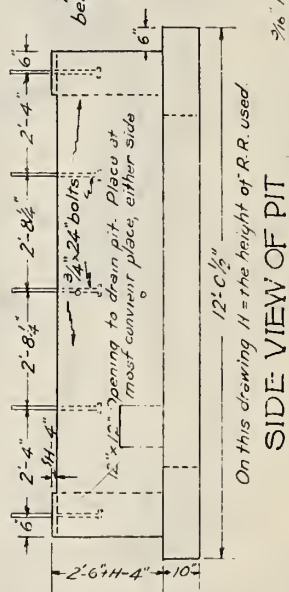 6" 2'-4" 2'-8¼" 2'-8¼" 2'-4" 6"
be
H-4"
¾"x24" bolts
12"x12" opening to drain pit. Place at
most convient place, either side
6"
2'-6"+H-4"
10"
12'-0½"
On this drawing H = the height of R.R. used.
SIDE VIEW OF PIT